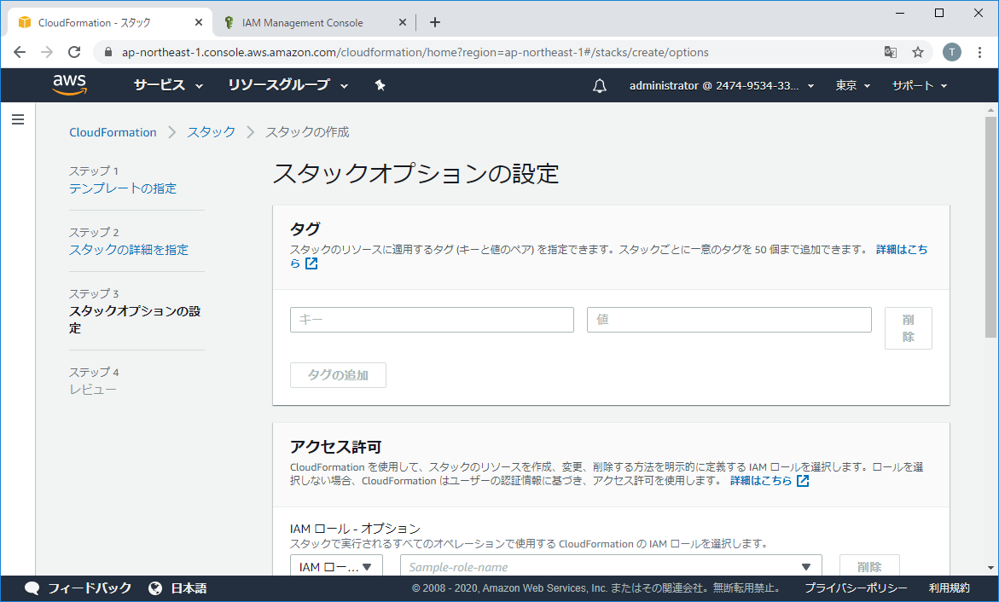 CloudFormation - スタック
IAM Management Console
ap-northeast-1.console.aws.amazon.com/cloudformation/home?region=ap-northeast-1#/stacks/create/options
T
aws
サービス
リソースグループ
administrator @ 2474-9534-33...
東京
サポート
CloudFormation
スタック
スタックの作成
ステップ 1
テンプレートの指定
ステップ 2
スタックの詳細を指定
ステップ 3
スタックオプションの設
定
ステップ 4
レビュー
スタックオプションの設定
タグ
スタックのリソースに適用するタグ (キーと値のペア) を指定できます。スタックごとに一意のタグを 50 個まで追加できます。 詳細はこち
ら
キー
値
削
除
タグの追加
アクセス許可
CloudFormation を使用して、スタックのリソースを作成、変更、削除する方法を明示的に定義する IAM ロールを選択します。ロールを選
択しない場合、CloudFormation はユーザーの認証情報に基づき、アクセス許可を使用します。 詳細はこちら
IAM ロール - オプション
スタックで実行されるすべてのオペレーションで使用する CloudFormation の IAM ロールを選択します。
IAM ロー...
Sample-role-name
削除
フィードバック
日本語
© 2008 - 2020, Amazon Web Services, Inc. またはその関連会社。無断転用禁止。
プライバシーポリシー
利用規約